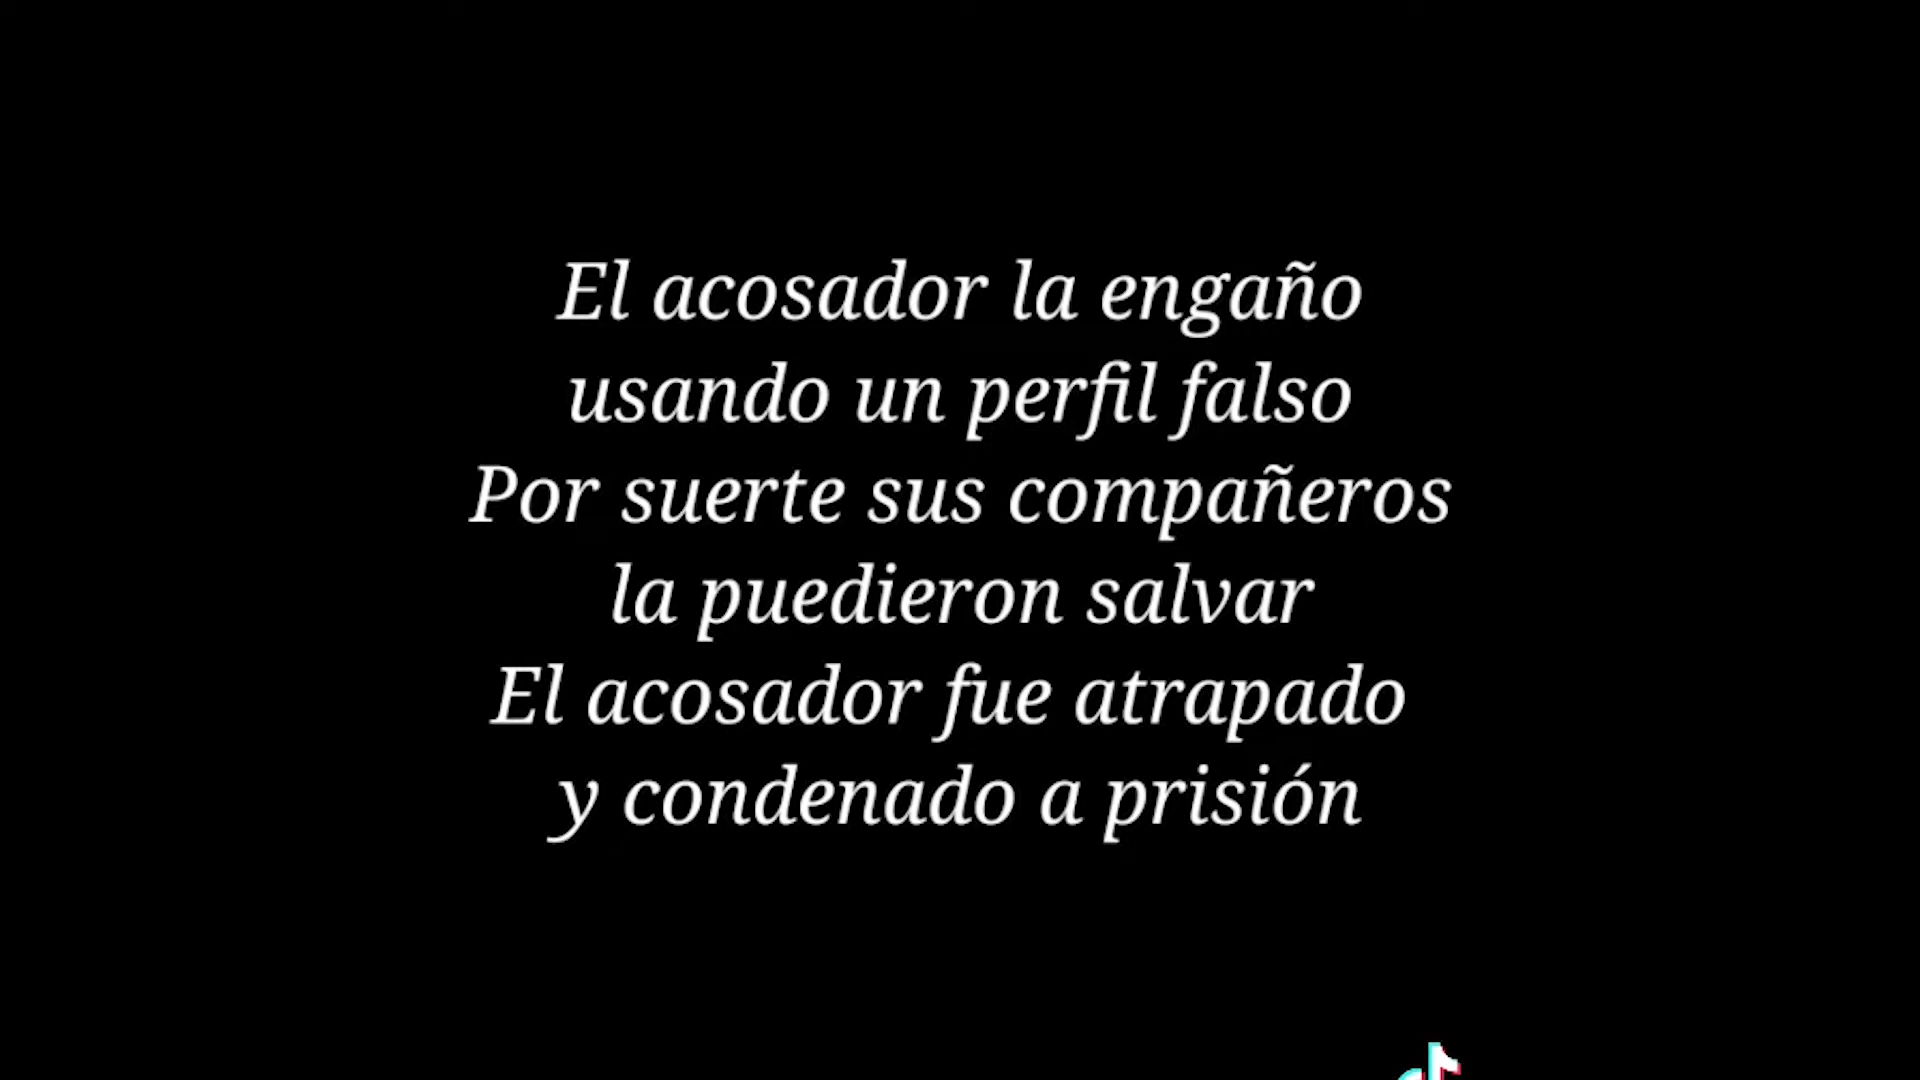 El acosador la engaño
usando un perfil falso
Por suerte sus compañeros
la puedieron salvar
El acosador fue atrapado
y condenado a prisión